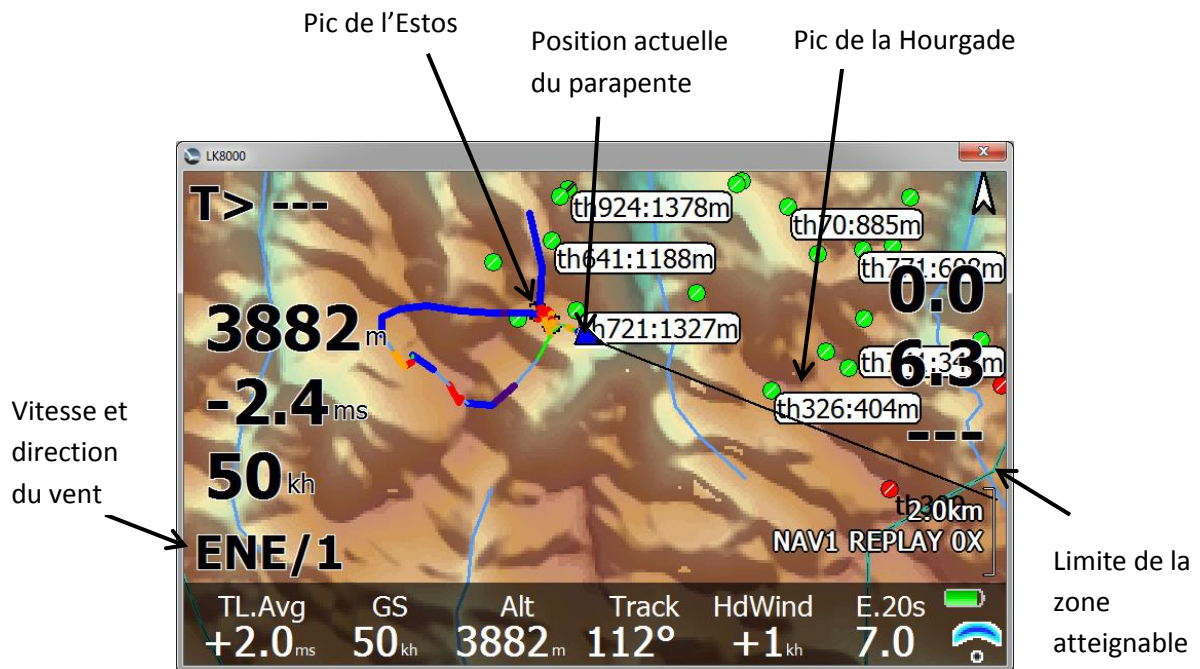 Pic de l'Estos
Position actuelle
du parapente
Pic de la Hourgade
LK8000
T> ---
th924:1378m
th70:885m
th641:1188m
0.0
3882m
th721:1327m
6.3
-2.4ms
th326:404m
---
Vitesse et
direction
du vent
50kh
2.0km
NAV1 REPLAY 0X
ENE/1
Limite de la
zone
atteignable
TL.Avg GS Alt Track HdWind E.20s
+2.0ms 50kh 3882m 112° +1kh 7.0